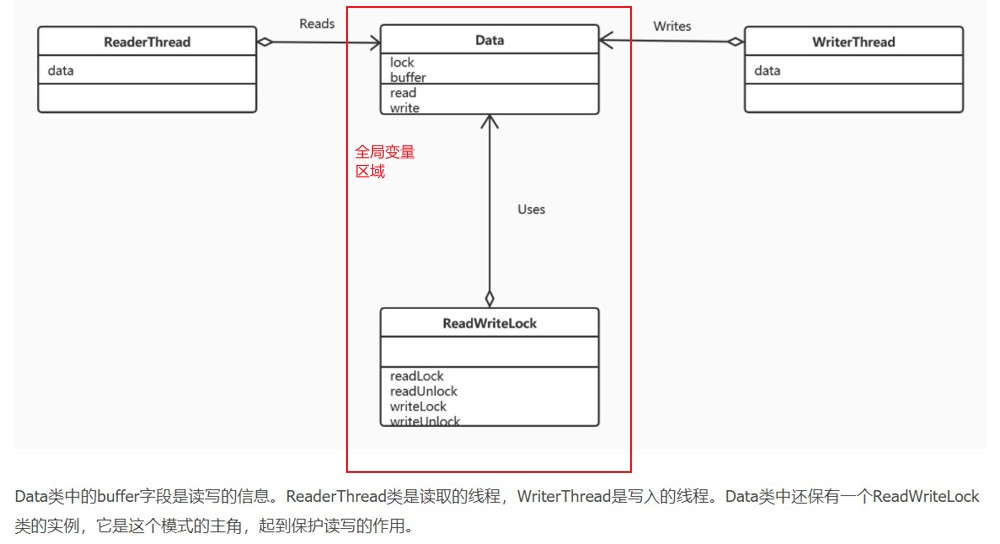 Reads
Writes
ReaderThread
data
Data
lock
buffer
read
write
WriterThread
data
全局变量
区域
Uses
ReadWriteLock
readLock
readUnlock
writeLock
writeUnlock
Data类中的buffer字段是读写的信息。ReaderThread类是读取的线程，WriterThread是写入的线程。Data类中还保有一个ReadWriteLock
类的实例，它是这个模式的主角，起到保护读写的作用。